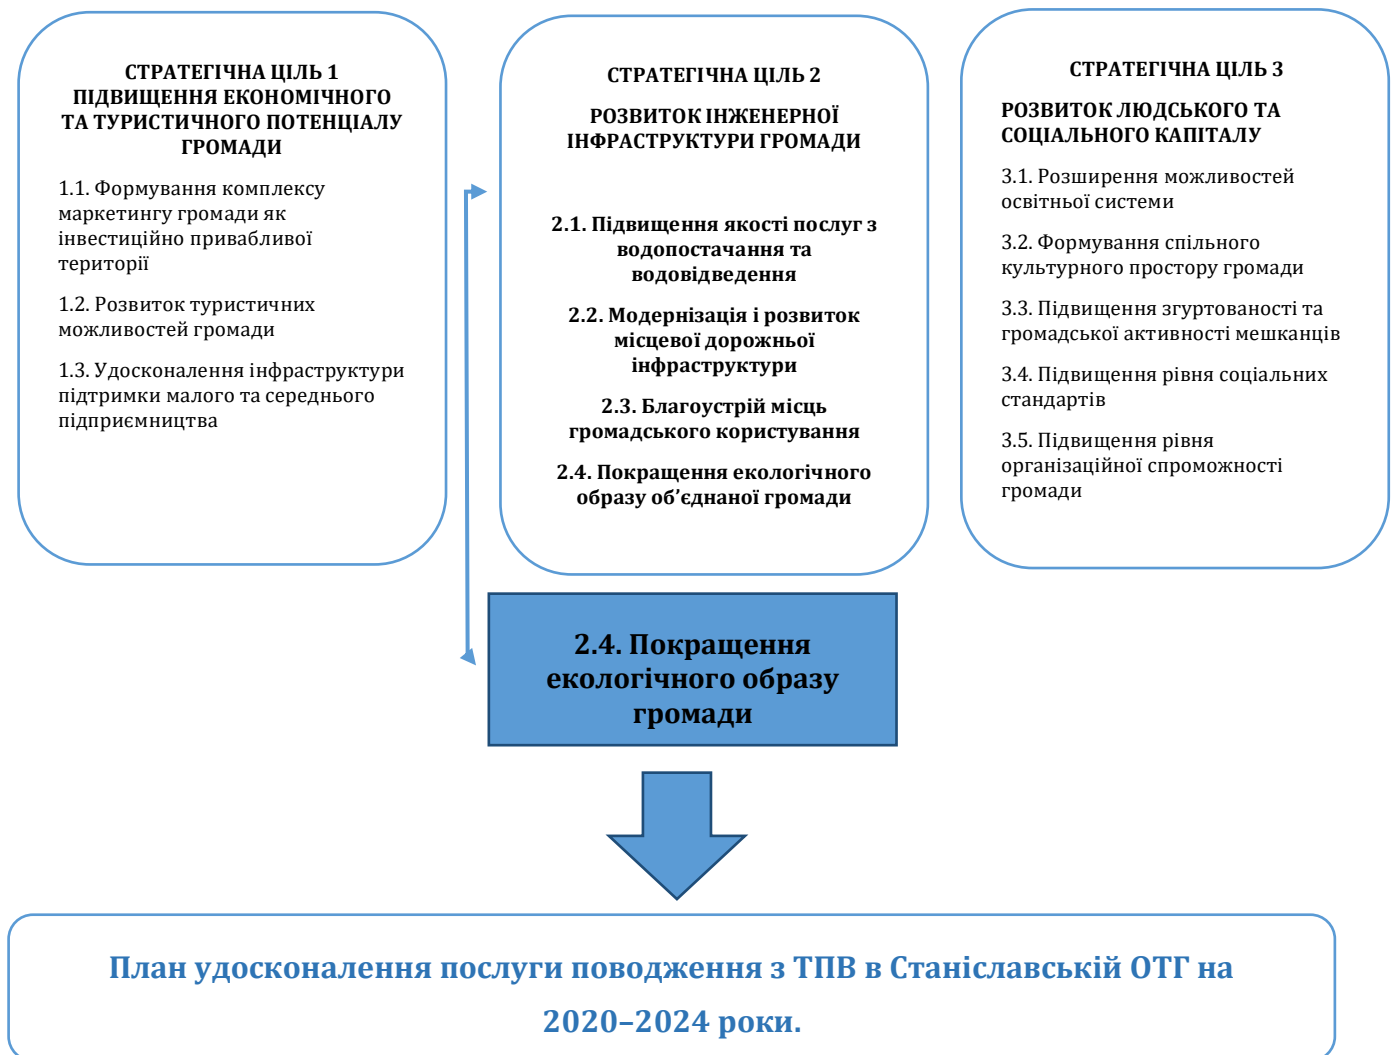 СТРАТЕГІЧНА ЦІЛЬ 1
ПІДВИЩЕННЯ ЕКОНОМІЧНОГО
ТА ТУРИСТИЧНОГО ПОТЕНЦІАЛУ
ГРОМАДИ
1.1. Формування комплексу
маркетингу громади як
інвестиційно привабливої
території
1.2. Розвиток туристичних
можливостей громади
1.3. Удосконалення інфраструктури
підтримки малого та середнього
підприємництва
СТРАТЕГІЧНА ЦІЛЬ 2
РОЗВИТОК ІНЖЕНЕРНОЇ
ІНФРАСТРУКТУРИ ГРОМАДИ
2.1. Підвищення якості послуг з
водопостачання та
водовідведення
2.2. Модернізація і розвиток
місцевої дорожньої
інфраструктури
2.3. Благоустрій місць
громадського користування
2.4. Покращення екологічного
образу об’єднаної громади
СТРАТЕГІЧНА ЦІЛЬ 3
РОЗВИТОК ЛЮДСЬКОГО ТА
СОЦІАЛЬНОГО КАПІТАЛУ
3.1. Розширення можливостей
освітньої системи
3.2. Формування спільного
культурного простору громади
3.3. Підвищення згуртованості та
громадської активності мешканців
3.4. Підвищення рівня соціальних
стандартів
3.5. Підвищення рівня
організаційної спроможності
громади
2.4. Покращення
екологічного образу
громади
План удосконалення послуги поводження з ТПВ в Станіславській ОТГ на
2020–2024 роки.